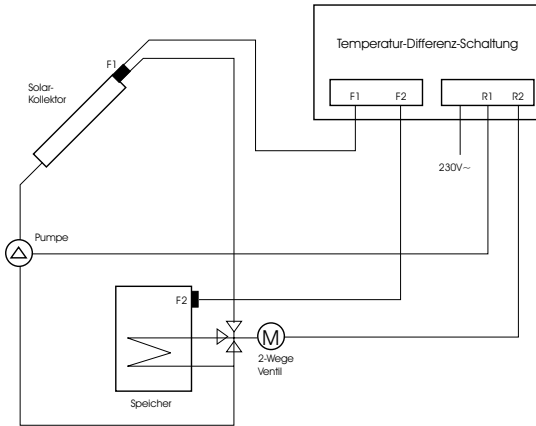 Temperatur-Differenz-Schaltung
F1
F2
R1
R2
230V~
F1
Solar-
Kollektor
Pumpe
F2
M
2-Wege
Ventil
Speicher